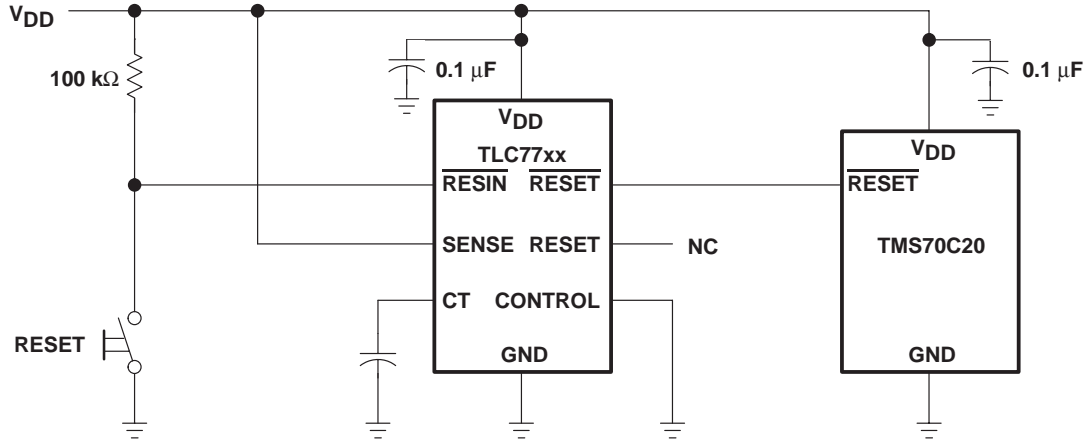 VDD
100 kΩ
0.1 µF
0.1 µF
VDD
TLC77xx
RESIN RESET
SENSE RESET
CT CONTROL
GND
NC
VDD
RESET
TMS70C20
GND
RESET